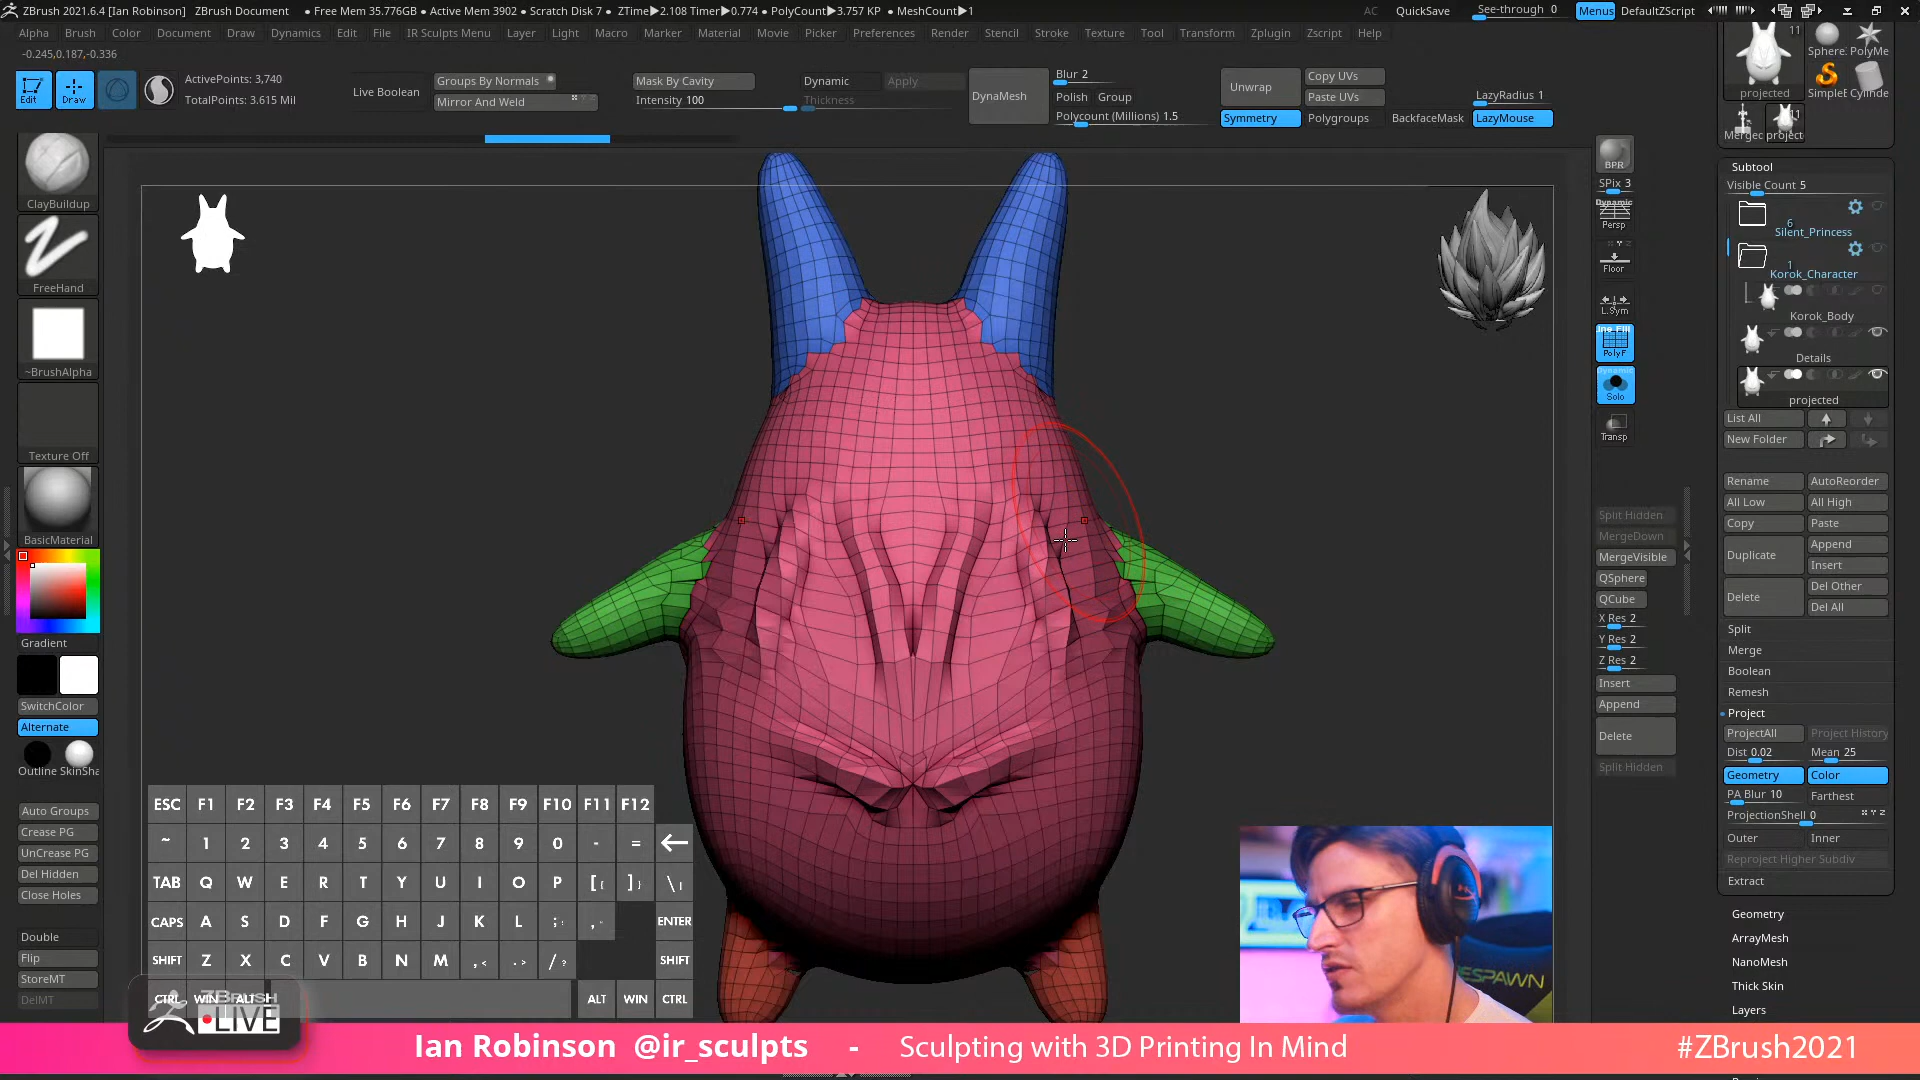 ZBrush 2021.6.4 [Ian Robinson] ZBrush Document • Free Mem 35.776GB • Active Mem 3902 • Scratch Disk 7 • ZTime▶2.108 Timer▶0.774 • PolyCount▶3.757 KP • MeshCount▶1 AC QuickSave See-through 0 Menus DefaultZScript
Alpha Brush Color Document Draw Dynamics Edit File IR Sculpts Menu Layer Light Macro Marker Material Movie Picker Preferences Render Stencil Stroke Texture Tool Transform Zplugin Zscript Help
-0.245,0.187,-0.336
Edit Draw
ActivePoints: 3,740
TotalPoints: 3.615 Mil
Live Boolean
Groups By Normals
Mirror And Weld
Mask By Cavity
Intensity 100
Dynamic Apply
Thickness
DynaMesh
Blur 2
Polish Group
Polycount (Millions) 1.5
Unwrap
Copy UVs
Paste UVs
Symmetry Polygroups BackfaceMask
LazyRadius 1
LazyMouse
ClayBuildup
FreeHand
~BrushAlpha
Texture Off
BasicMaterial
Gradient
SwitchColor
Alternate
Outline SkinSha
Auto Groups
Crease PG
UnCrease PG
Del Hidden
Close Holes
Double
Flip
StoreMT
DelMT
BPR
SPix 3
Dynamic
Persp
Floor
L.Sym
Line Fill
PolyF
Dynamic
Solo
Transp
Split Hidden
MergeDown
MergeVisible
QSphere
QCube
X Res 2
Y Res 2
Z Res 2
Insert
Append
Delete
Split Hidden
11
projected
Sphere PolyMe
SimpleB Cylinde
Mergec
11
project
Subtool
Visible Count 5
6
Silent_Princess
1
Korok_Character
Korok_Body
Details
projected
List All
New Folder
Rename AutoReorder
All Low All High
Copy Paste
Duplicate Append
Insert
Delete Del Other
Del All
Split
Merge
Boolean
Remesh
Project
ProjectAll Project History
Dist 0.02 Mean 25
Geometry Color
PA Blur 10 Farthest
ProjectionShell 0
Outer Inner
Reproject Higher Subdiv
Extract
Geometry
ArrayMesh
NanoMesh
Thick Skin
Layers
ESC F1 F2 F3 F4 F5 F6 F7 F8 F9 F10 F11 F12
~ 1 2 3 4 5 6 7 8 9 0 - =
TAB Q W E R T Y U I O P [{ ]} \|
CAPS A S D F G H J K L ;: ," ENTER
SHIFT Z X C V B N M ,< .> /? SHIFT
CTRL WIN ALT ALT WIN CTRL
ZBRUSH
LIVE
ESPAWN
Ian Robinson @ir_sculpts - Sculpting with 3D Printing In Mind #ZBrush2021